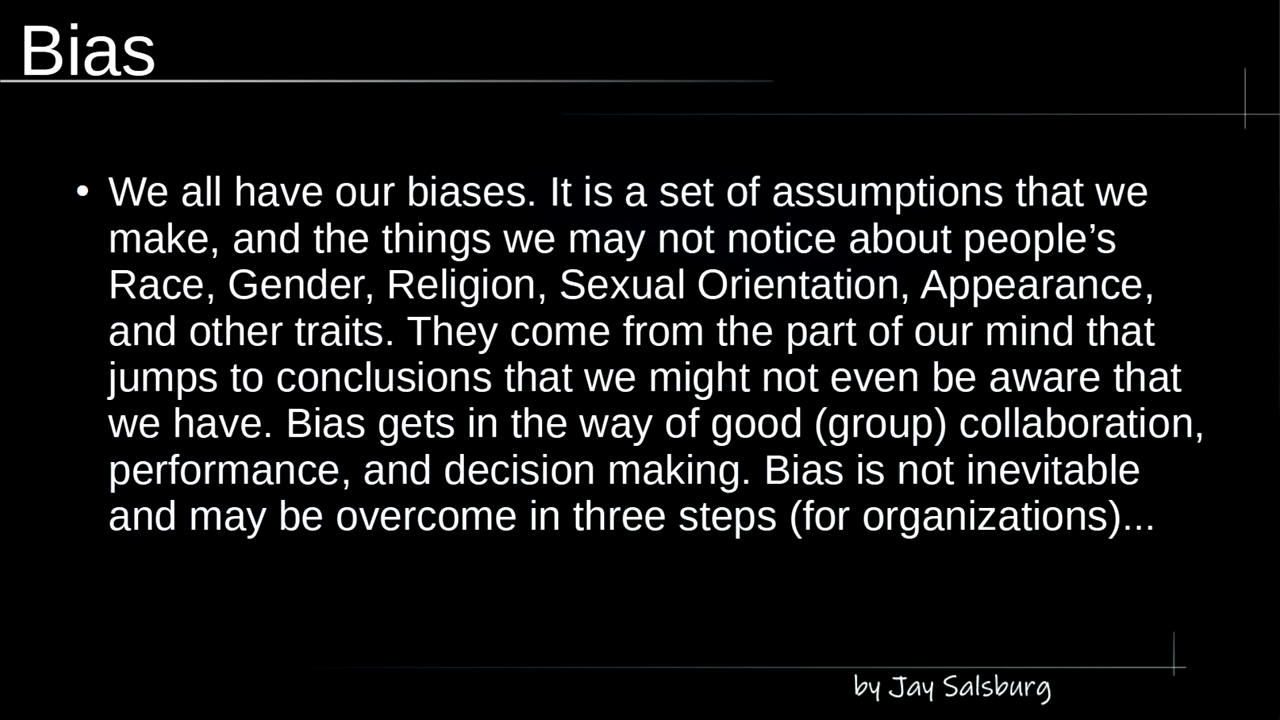 Bias
• We all have our biases. It is a set of assumptions that we
make, and the things we may not notice about people’s
Race, Gender, Religion, Sexual Orientation, Appearance,
and other traits. They come from the part of our mind that
jumps to conclusions that we might not even be aware that
we have. Bias gets in the way of good (group) collaboration,
performance, and decision making. Bias is not inevitable
and may be overcome in three steps (for organizations)...
by Jay Salsburg